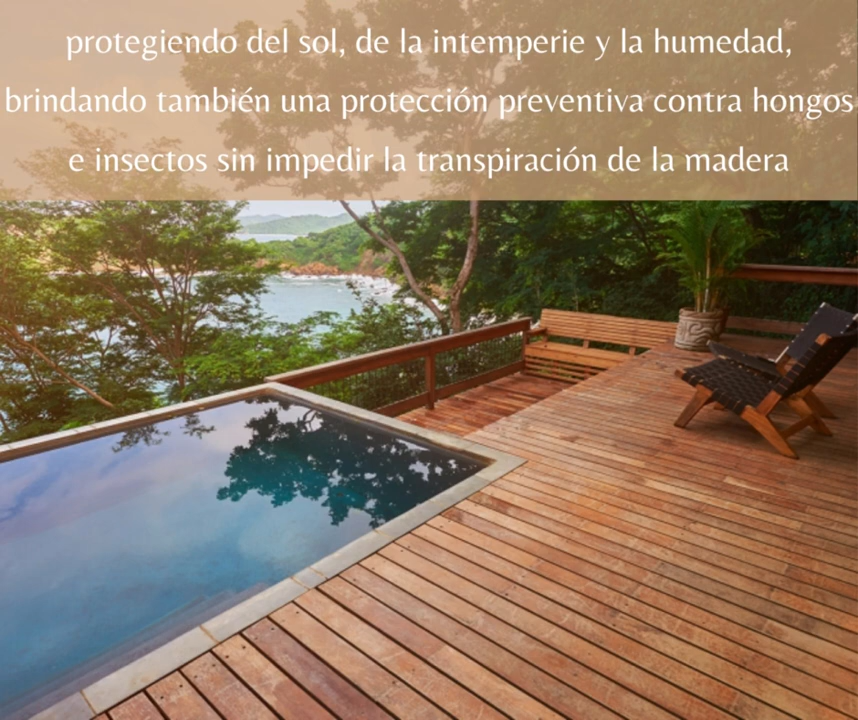 protegiendo del sol, de la intemperie y la humedad,
brindando también una protección preventiva contra hongos
e insectos sin impedir la transpiración de la madera